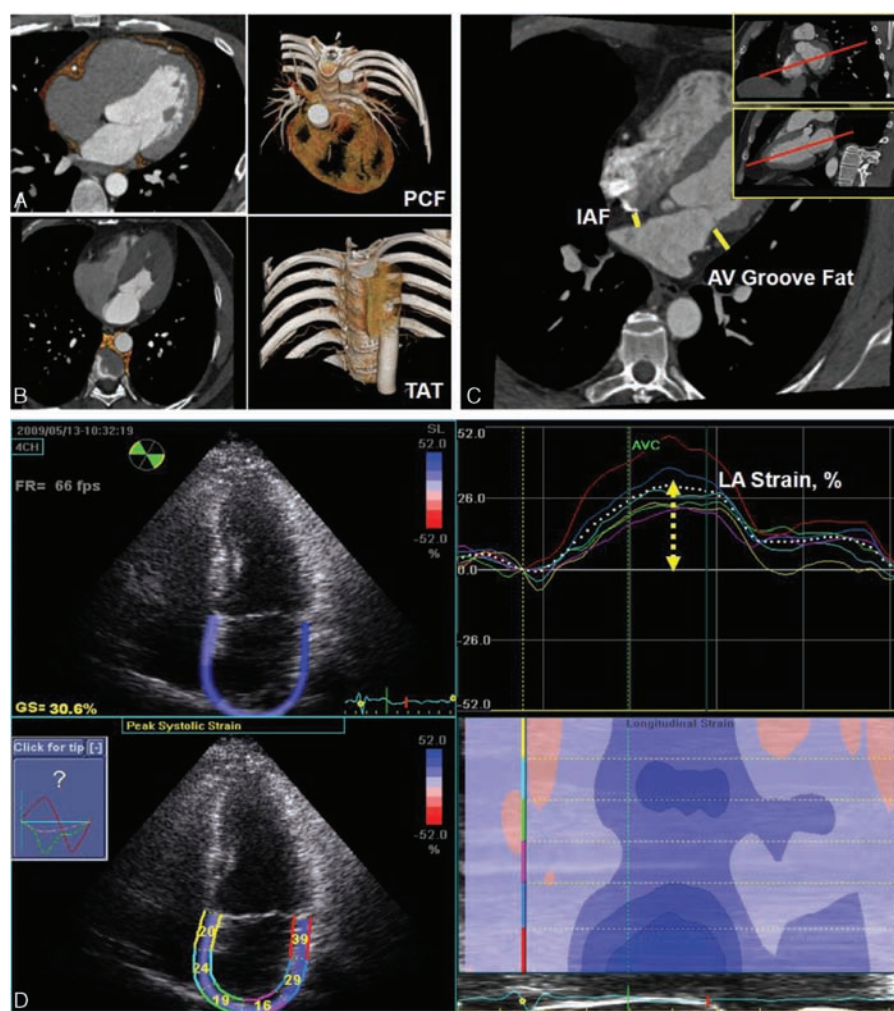 A
PCF
B
TAT
IAF
AV Groove Fat
C
2009/05/13-10:32:19
4CH
FR= 66 fps
SL
52.0
-52.0
%
GS=30.6%
52.0
26.0
0.0
-26.0
-52.0
AVC
LA Strain, %
Peak Systolic Strain
Click for tip [-]
?
52.0
-52.0
%
20
24
19
16
29
39
D
Longitudinal Strain